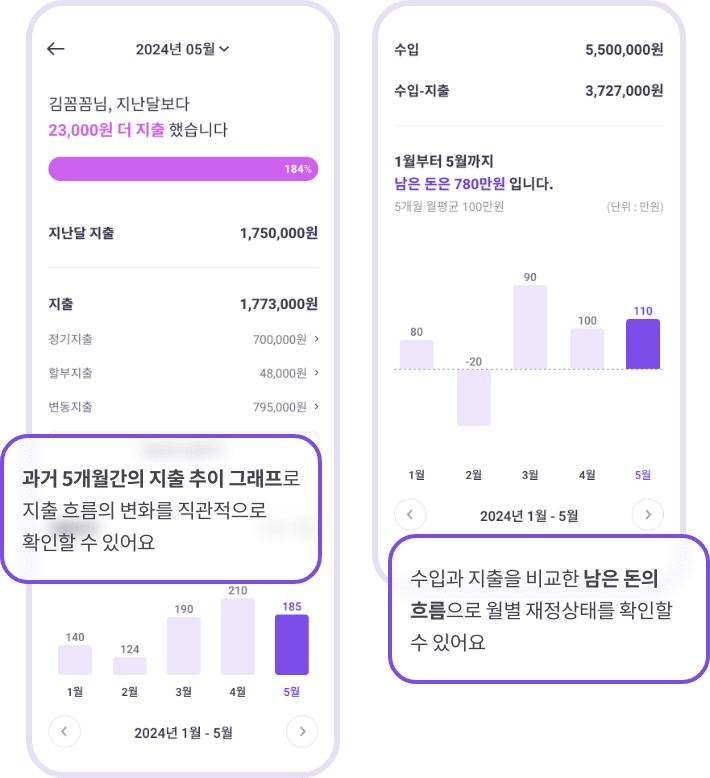 2024년 05월
김꼼꼼님, 지난달보다
23,000원 더 지출 했습니다
184%
지난달 지출 1,750,000원
지출 1,773,000원
정기지출 700,000원
할부지출 48,000원
변동지출 795,000원
과거 5개월간의 지출 추이 그래프로
지출 흐름의 변화를 직관적으로
확인할 수 있어요
140 124 190 210 185
1월 2월 3월 4월 5월
2024년 1월 - 5월
수입 5,500,000원
수입-지출 3,727,000원
1월부터 5월까지
남은 돈은 780만원 입니다.
5개월 월평균 100만원 (단위 : 만원)
80 -20 90 100 110
1월 2월 3월 4월 5월
2024년 1월 - 5월
수입과 지출을 비교한 남은 돈의
흐름으로 월별 재정상태를 확인할
수 있어요